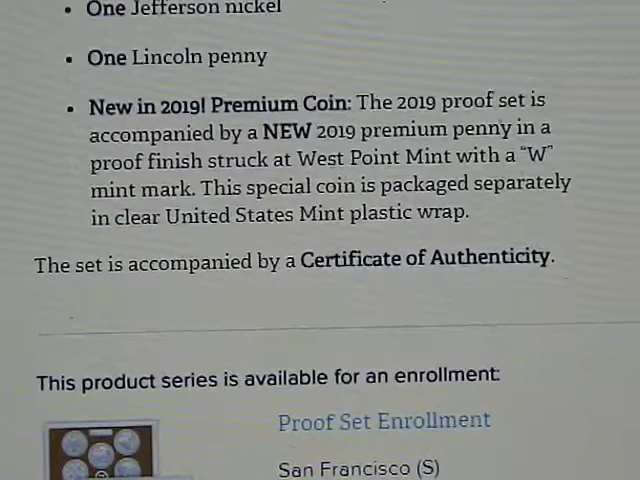 One Jefferson nickel
One Lincoln penny
New in 2019! Premium Coin: The 2019 proof set is
accompanied by a NEW 2019 premium penny in a
proof finish struck at West Point Mint with a “W”
mint mark. This special coin is packaged separately
in clear United States Mint plastic wrap.
The set is accompanied by a Certificate of Authenticity.
This product series is available for an enrollment:
Proof Set Enrollment
San Francisco (S)